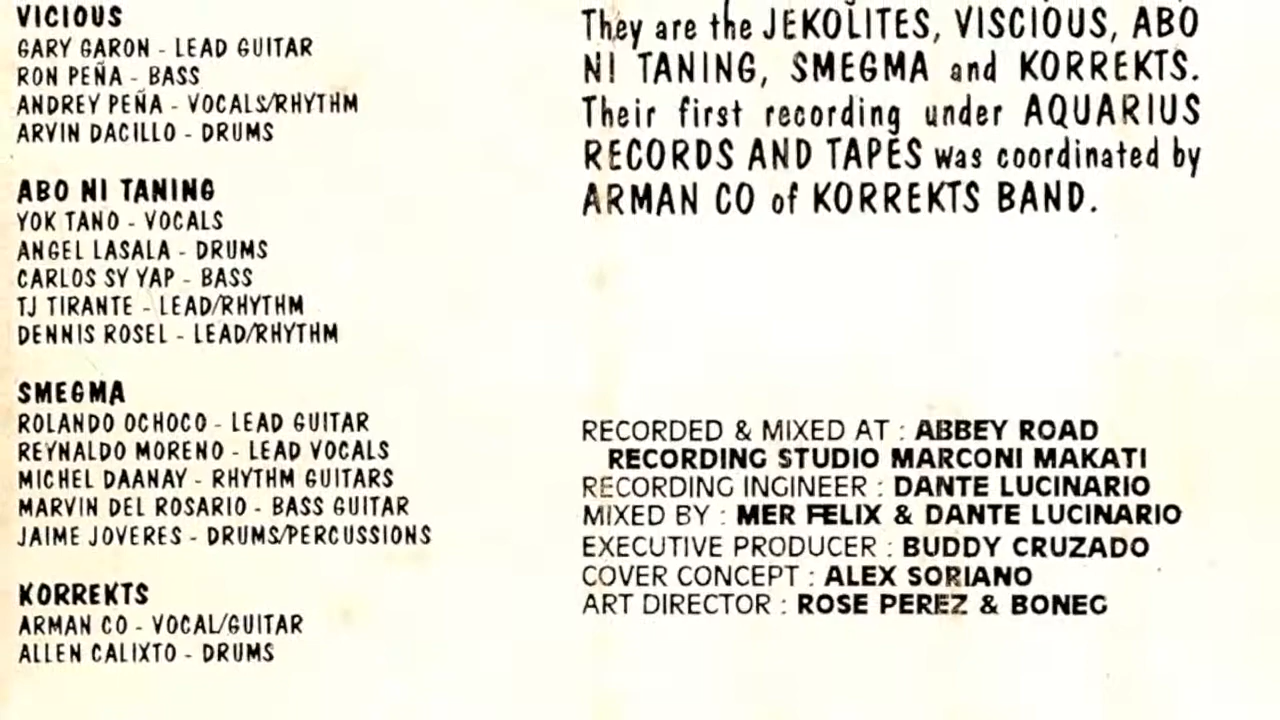 VICIOUS
GARY GARON - LEAD GUITAR
RON PEÑA - BASS
ANDREY PEÑA - VOCALS/RHYTHM
ARVIN DACILLO - DRUMS
ABO NI TANING
YOK TANO - VOCALS
ANGEL LASALA - DRUMS
CARLOS SY YAP - BASS
TJ TIRANTE - LEAD/RHYTHM
DENNIS ROSEL - LEAD/RHYTHM
SMEGMA
ROLANDO OCHOCO - LEAD GUITAR
REYNALDO MORENO - LEAD VOCALS
MICHEL DAANAY - RHYTHM GUITARS
MARVIN DEL ROSARIO - BASS GUITAR
JAIME JOVERES - DRUMS/PERCUSSIONS
KORREKTS
ARMAN CO - VOCAL/GUITAR
ALLEN CALIXTO - DRUMS
They are the JEKOLITES, VISCIOUS, ABO
NI TANING, SMEGMA and KORREKTS.
Their first recording under AQUARIUS
RECORDS AND TAPES was coordinated by
ARMAN CO of KORREKTS BAND.
RECORDED & MIXED AT : ABBEY ROAD
RECORDING STUDIO MARCONI MAKATI
RECORDING INGINEER : DANTE LUCINARIO
MIXED BY : MER FELIX & DANTE LUCINARIO
EXECUTIVE PRODUCER : BUDDY CRUZADO
COVER CONCEPT : ALEX SORIANO
ART DIRECTOR : ROSE PEREZ & BONEG